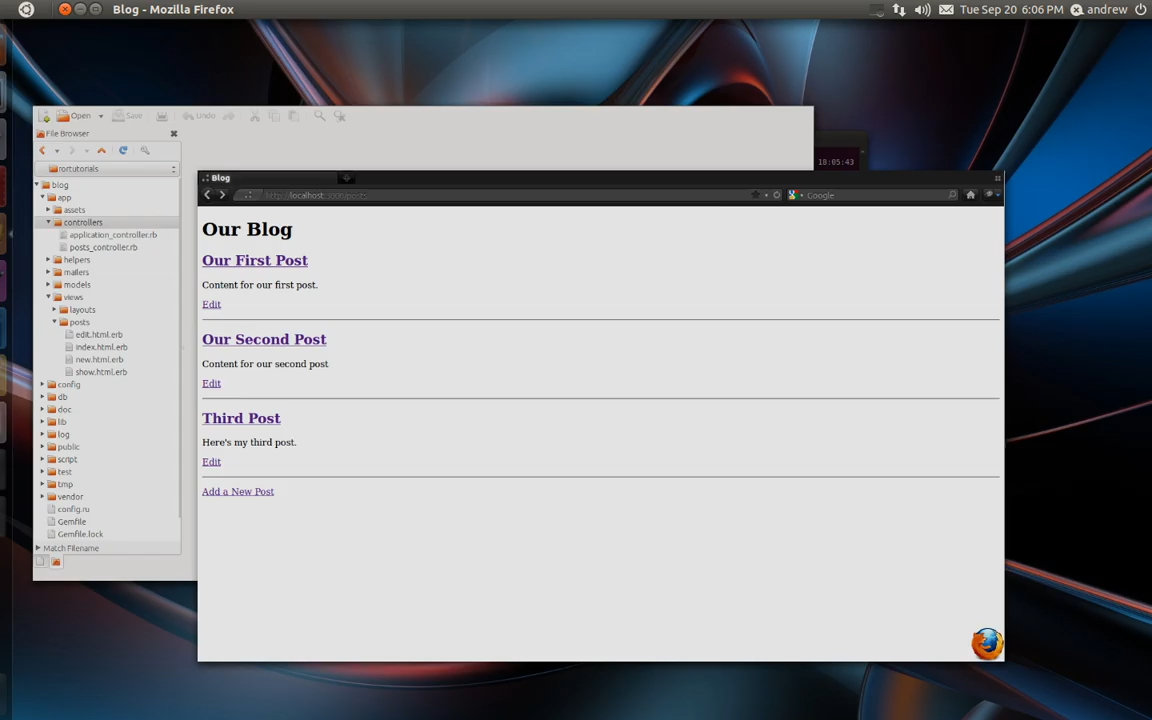 Blog - Mozilla Firefox
Tue Sep 20 6:06 PM andrew
Open Save Undo
File Browser
18:05:43
rortutorials
Blog
http://localhost
Google
blog
app
assets
controllers
application_controller.rb
posts_controller.rb
helpers
mailers
models
views
layouts
posts
edit.html.erb
index.html.erb
new.html.erb
show.html.erb
config
db
doc
lib
log
public
script
test
tmp
vendor
config.ru
Gemfile
Gemfile.lock
Match Filename
Our Blog
Our First Post
Content for our first post.
Edit
Our Second Post
Content for our second post
Edit
Third Post
Here's my third post.
Edit
Add a New Post